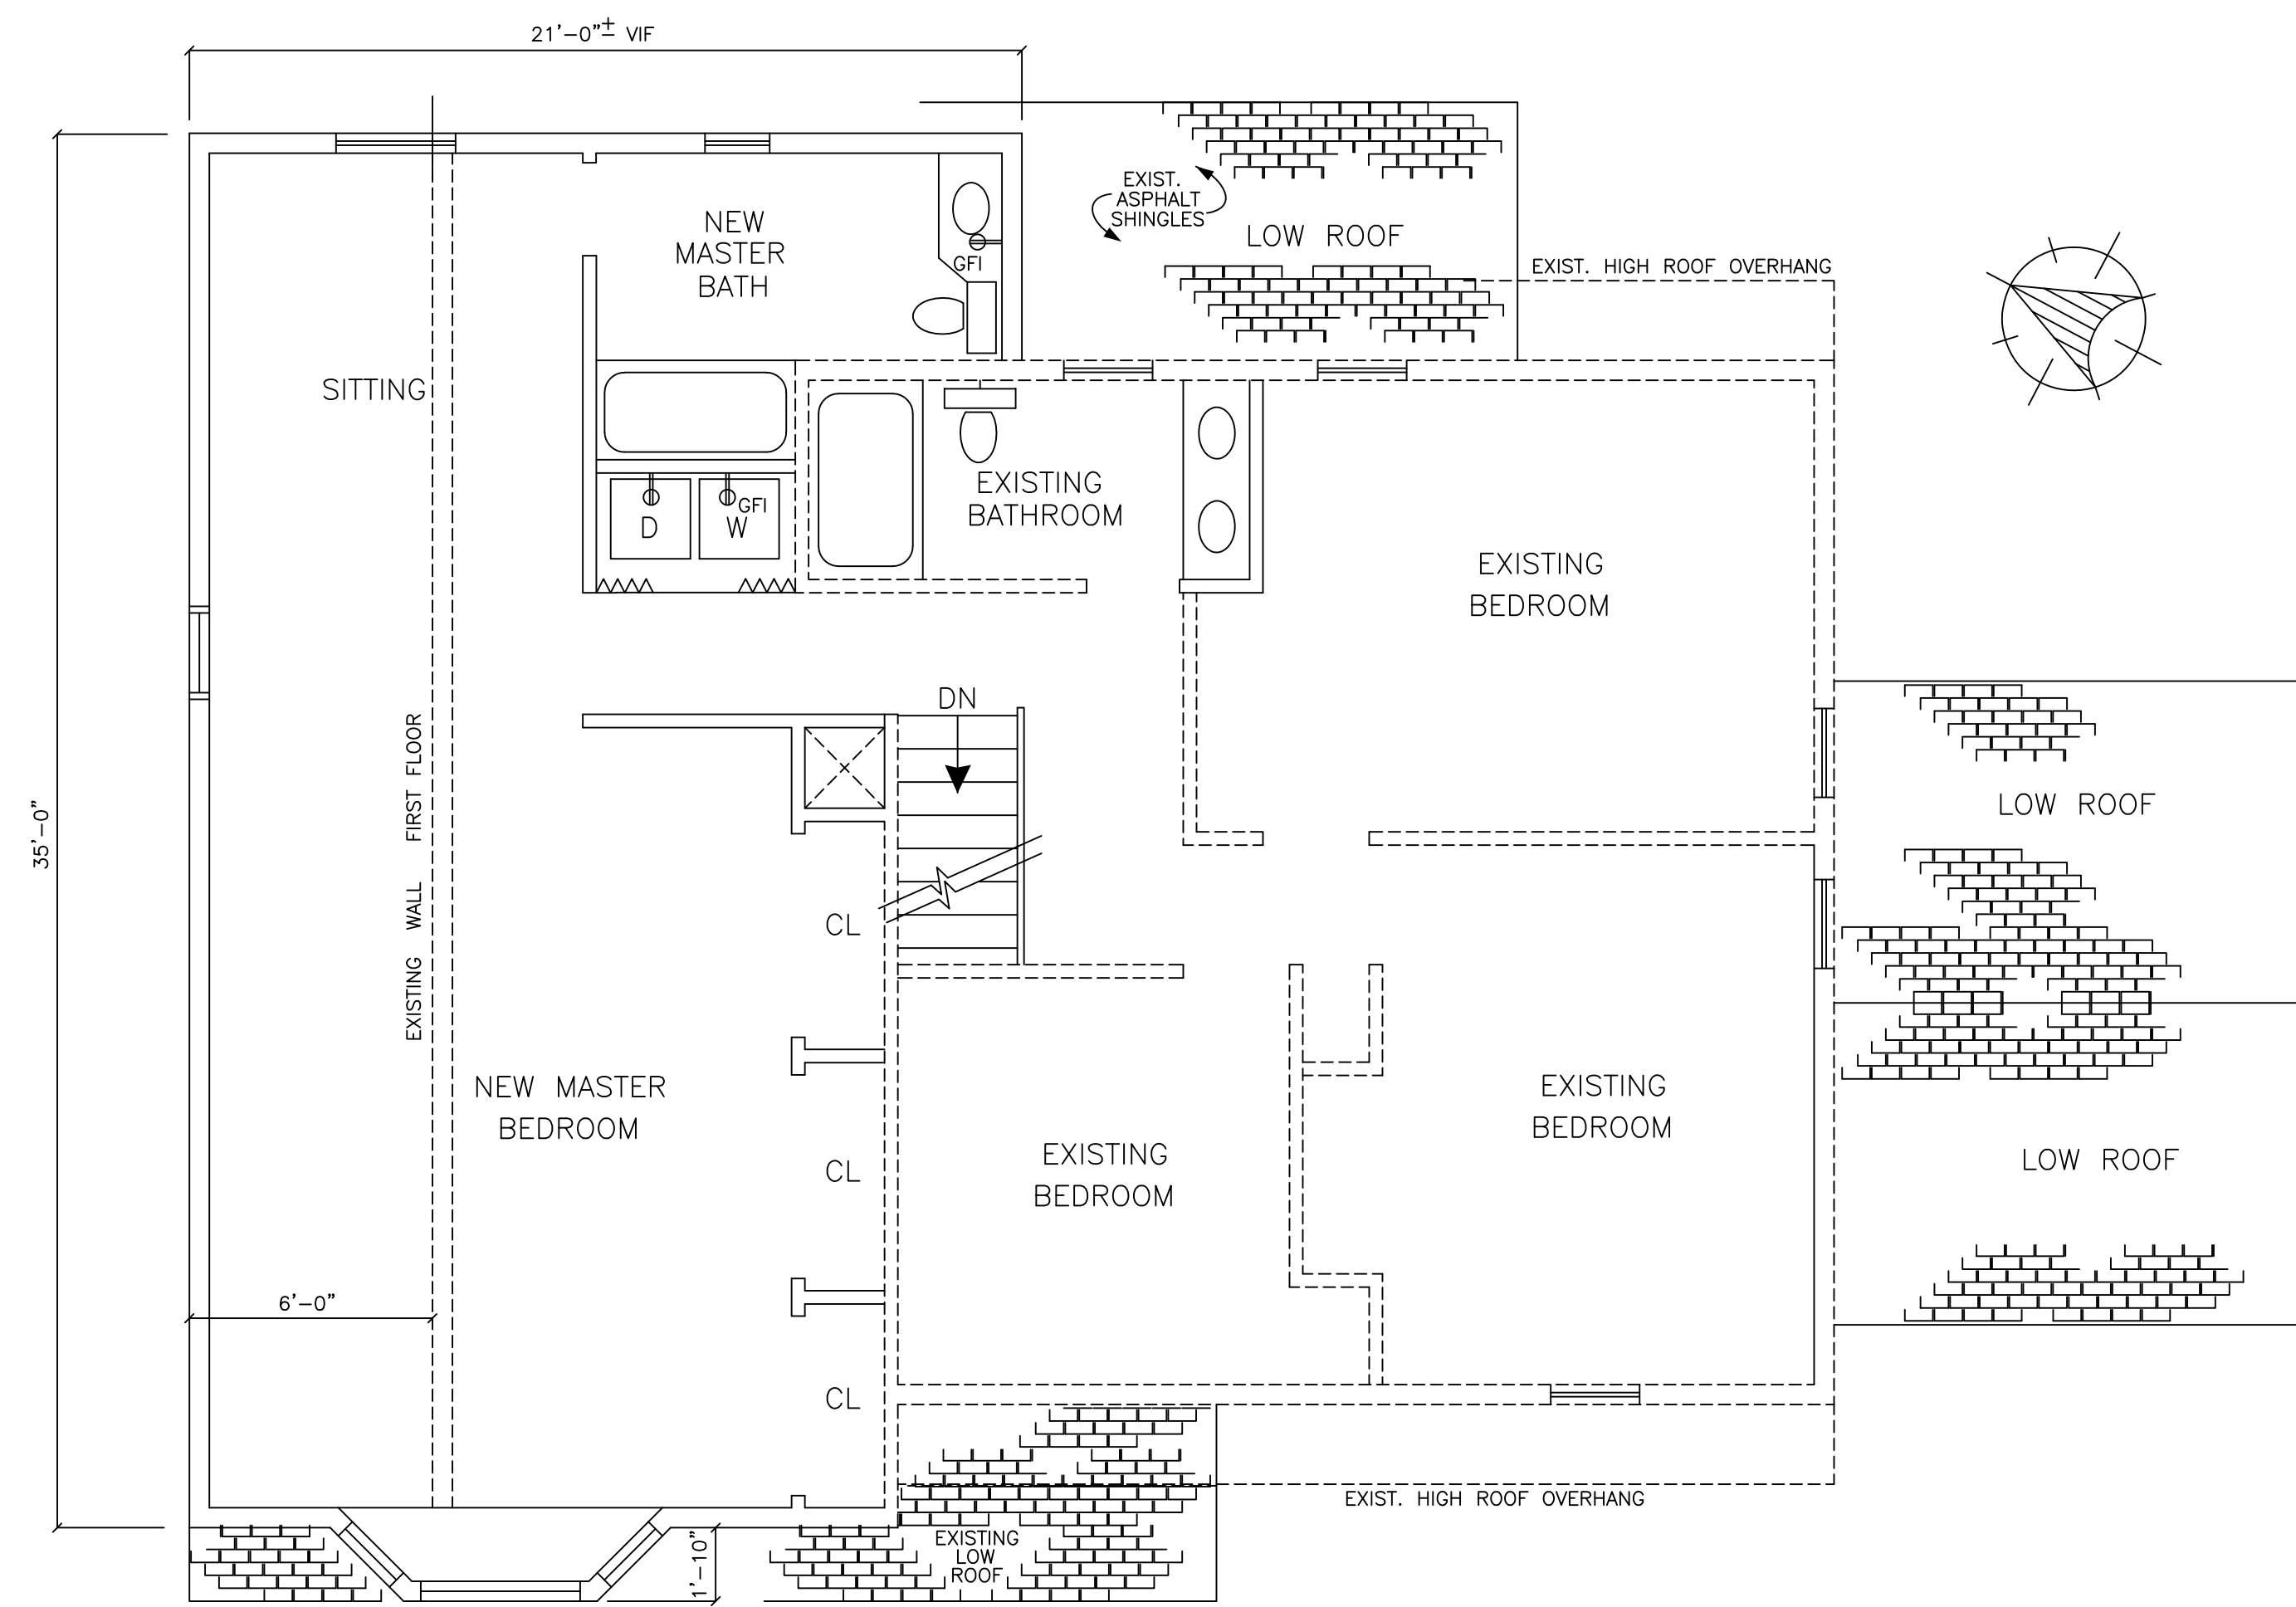 21'-0"± VIF
EXIST.
ASPHALT
SHINGLES
LOW ROOF
EXIST. HIGH ROOF OVERHANG
NEW
MASTER
BATH
GFI
SITTING
EXISTING
BATHROOM
D
W
GFI
EXISTING
BEDROOM
DN
35'-0"
EXISTING WALL FIRST FLOOR
LOW ROOF
CL
NEW MASTER
BEDROOM
EXISTING
BEDROOM
EXISTING
BEDROOM
CL
LOW ROOF
6'-0"
CL
EXIST. HIGH ROOF OVERHANG
EXISTING
LOW
ROOF
1'-10"